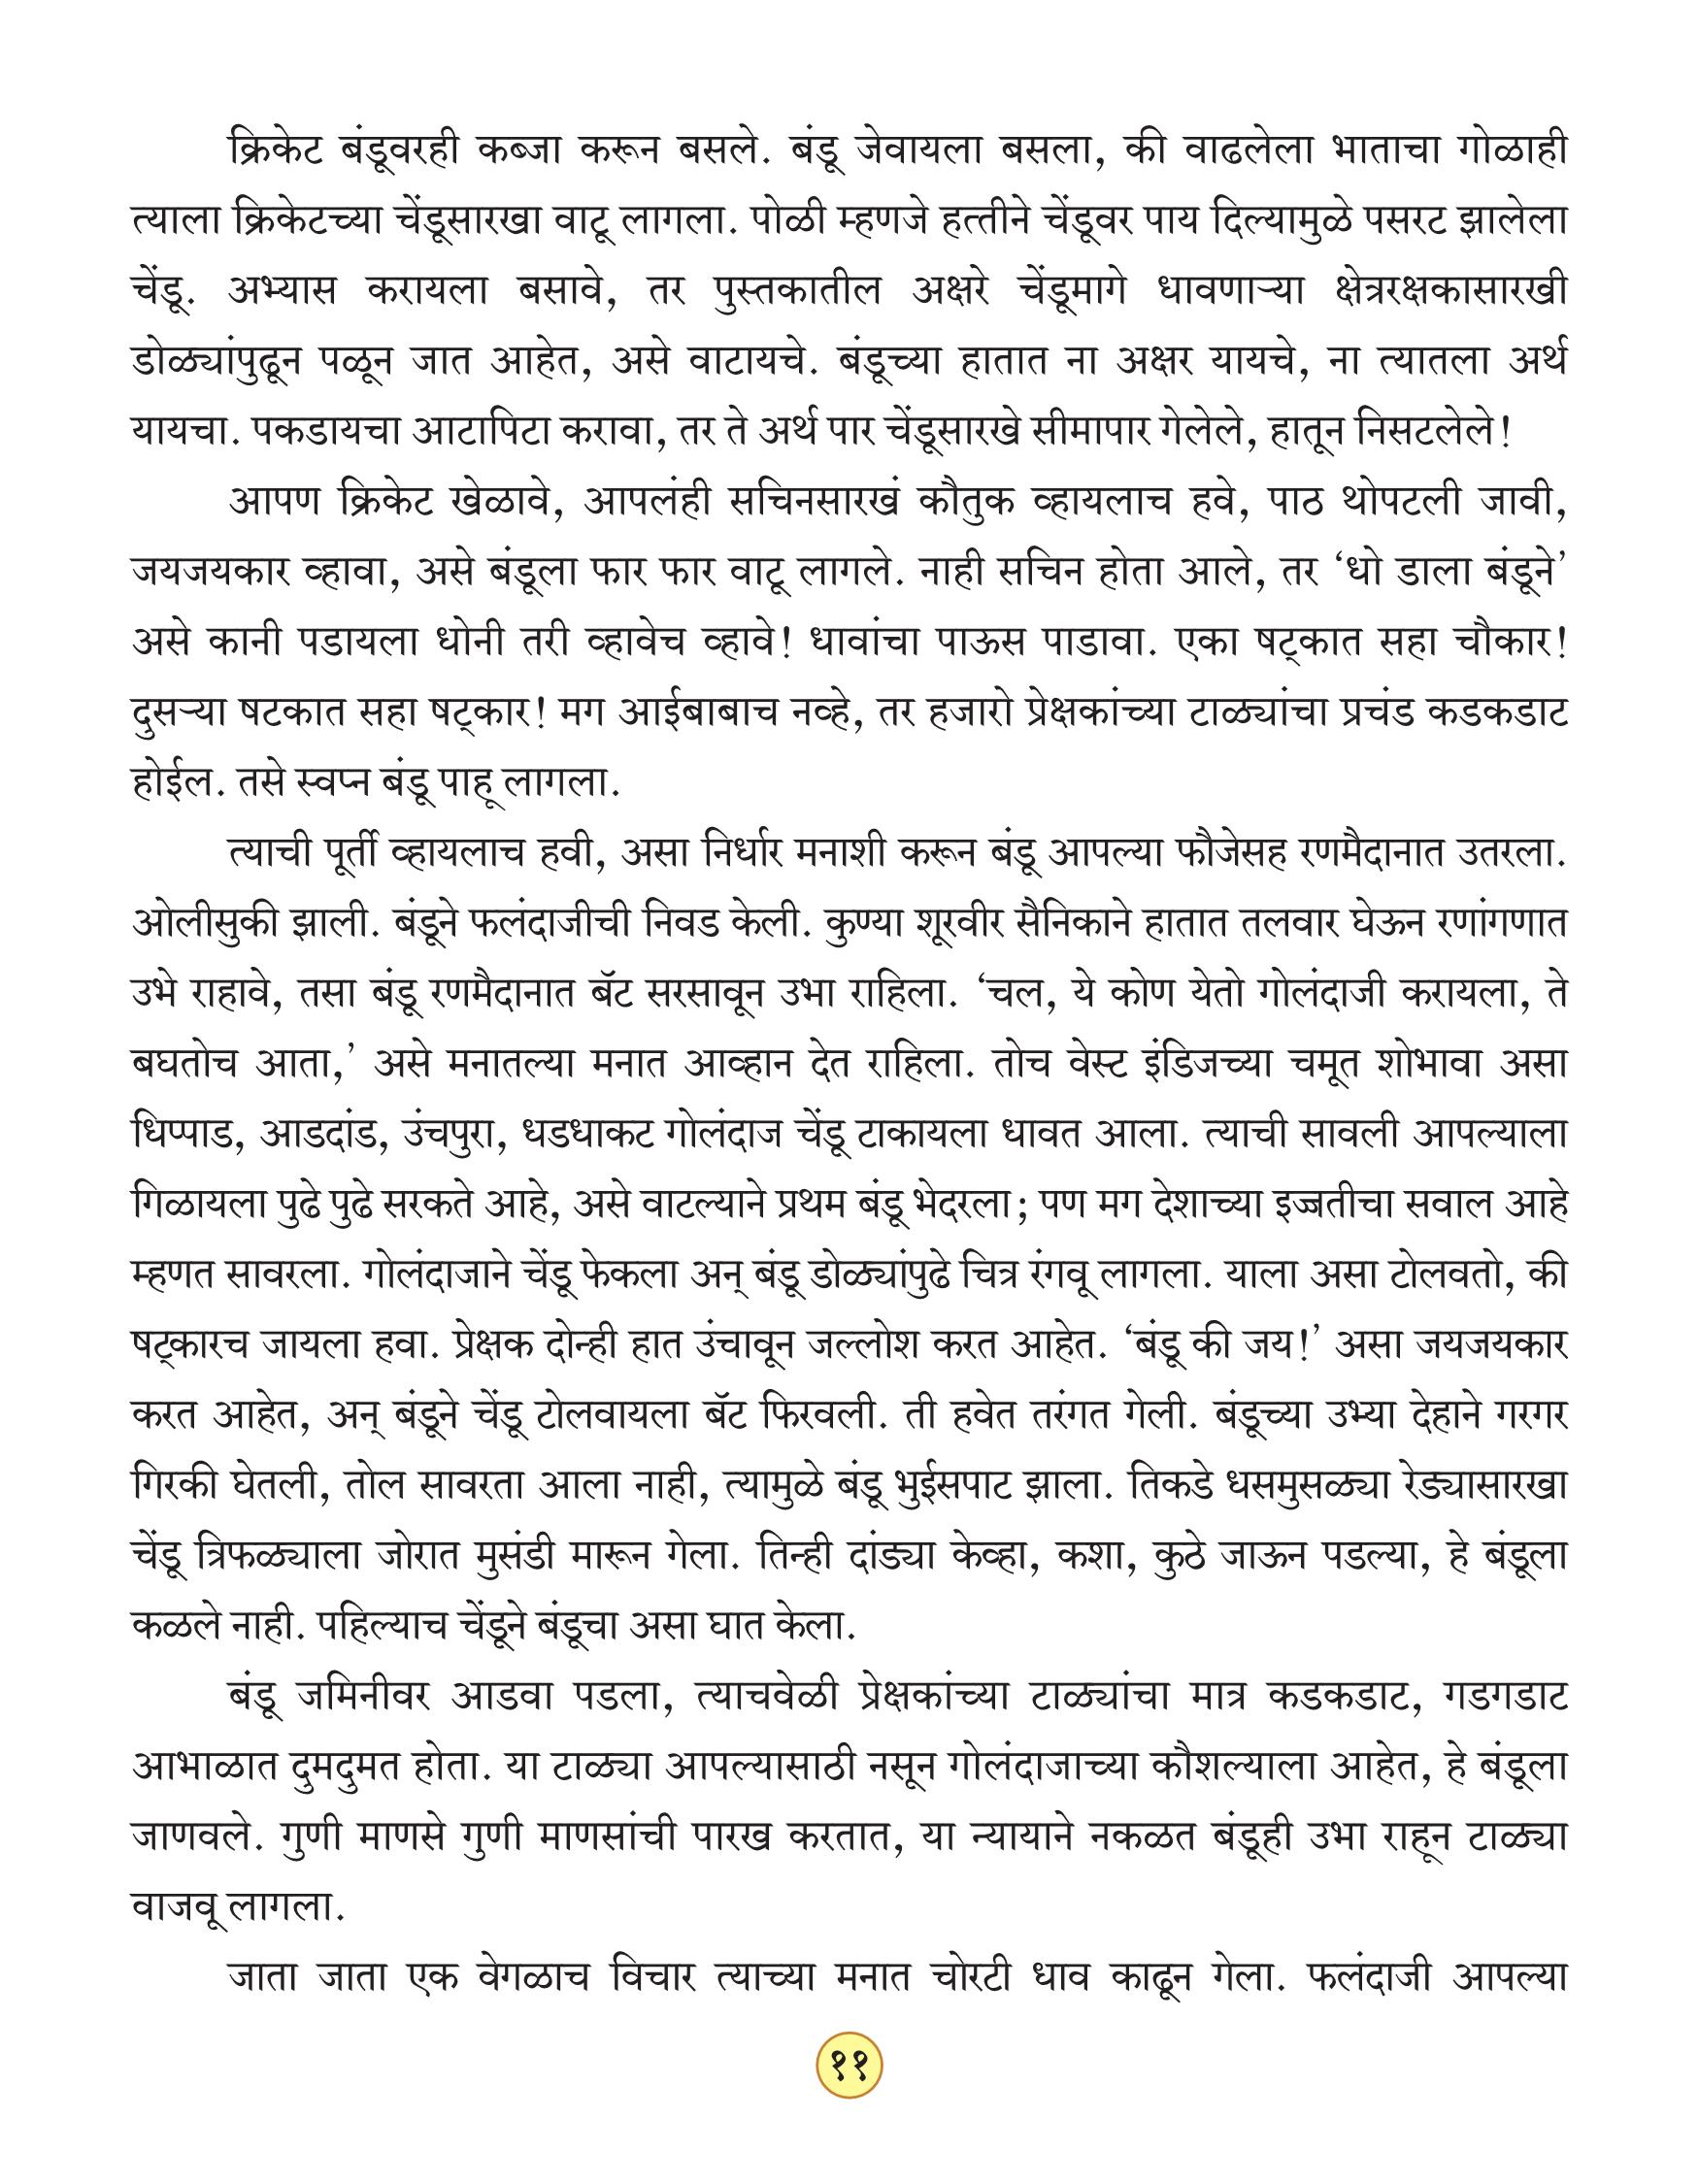 क्रिकेट बंडूवरही कब्जा करून बसले. बंडू जेवायला बसला, की वाढलेला भाताचा गोळाही
त्याला क्रिकेटच्या चेंडूसारखा वाटू लागला. पोळी म्हणजे हत्तीने चेंडूवर पाय दिल्यामुळे पसरट झालेला
चेंडू. अभ्यास करायला बसावे, तर पुस्तकातील अक्षरे चेंडूमागे धावणाऱ्या क्षेत्ररक्षकासारखी
डोळ्यांपुढून पळून जात आहेत, असे वाटायचे. बंडूच्या हातात ना अक्षर यायचे, ना त्यातला अर्थ
यायचा. पकडायचा आटापिटा करावा, तर ते अर्थ पार चेंडूसारखे सीमापार गेलेले, हातून निसटलेले!
आपण क्रिकेट खेळावे, आपलंही सचिनसारखं कौतुक व्हायलाच हवे, पाठ थोपटली जावी,
जयजयकार व्हावा, असे बंडूला फार फार वाटू लागले. नाही सचिन होता आले, तर ‘धो डाला बंडूने’
असे कानी पडायला धोनी तरी व्हावेच व्हावे! धावांचा पाऊस पाडावा. एका षट्‌कात सहा चौकार!
दुसऱ्या षटकात सहा षट्‌कार! मग आईबाबाच नव्हे, तर हजारो प्रेक्षकांच्या टाळ्यांचा प्रचंड कडकडाट
होईल. तसे स्वप्न बंडू पाहू लागला.
त्याची पूर्ती व्हायलाच हवी, असा निर्धार मनाशी करून बंडू आपल्या फौजेसह रणमैदानात उतरला.
ओलीसुकी झाली. बंडूने फलंदाजीची निवड केली. कुण्या शूरवीर सैनिकाने हातात तलवार घेऊन रणांगणात
उभे राहावे, तसा बंडू रणमैदानात बॅट सरसावून उभा राहिला. ‘चल, ये कोण येतो गोलंदाजी करायला, ते
बघतोच आता,’ असे मनातल्या मनात आव्हान देत राहिला. तोच वेस्ट इंडिजच्या चमूत शोभावा असा
धिप्पाड, आडदांड, उंचपुरा, धडधाकट गोलंदाज चेंडू टाकायला धावत आला. त्याची सावली आपल्याला
गिळायला पुढे पुढे सरकते आहे, असे वाटल्याने प्रथम बंडू भेदरला; पण मग देशाच्या इज्जतीचा सवाल आहे
म्हणत सावरला. गोलंदाजाने चेंडू फेकला अन् बंडू डोळ्यांपुढे चित्र रंगवू लागला. याला असा टोलवतो, की
षट्‌कारच जायला हवा. प्रेक्षक दोन्ही हात उंचावून जल्लोश करत आहेत. ‘बंडू की जय!’ असा जयजयकार
करत आहेत, अन् बंडूने चेंडू टोलवायला बॅट फिरवली. ती हवेत तरंगत गेली. बंडूच्या उभ्या देहाने गरगर
गिरकी घेतली, तोल सावरता आला नाही, त्यामुळे बंडू भुईसपाट झाला. तिकडे धसमुसळ्या रेड्यासारखा
चेंडू त्रिफळ्याला जोरात मुसंडी मारून गेला. तिन्ही दांड्या केव्हा, कशा, कुठे जाऊन पडल्या, हे बंडूला
कळले नाही. पहिल्याच चेंडूने बंडूचा असा घात केला.
बंडू जमिनीवर आडवा पडला, त्याचवेळी प्रेक्षकांच्या टाळ्यांचा मात्र कडकडाट, गडगडाट
आभाळात दुमदुमत होता. या टाळ्या आपल्यासाठी नसून गोलंदाजाच्या कौशल्याला आहेत, हे बंडूला
जाणवले. गुणी माणसे गुणी माणसांची पारख करतात, या न्यायाने नकळत बंडूही उभा राहून टाळ्या
वाजवू लागला.
जाता जाता एक वेगळाच विचार त्याच्या मनात चोरटी धाव काढून गेला. फलंदाजी आपल्या
११